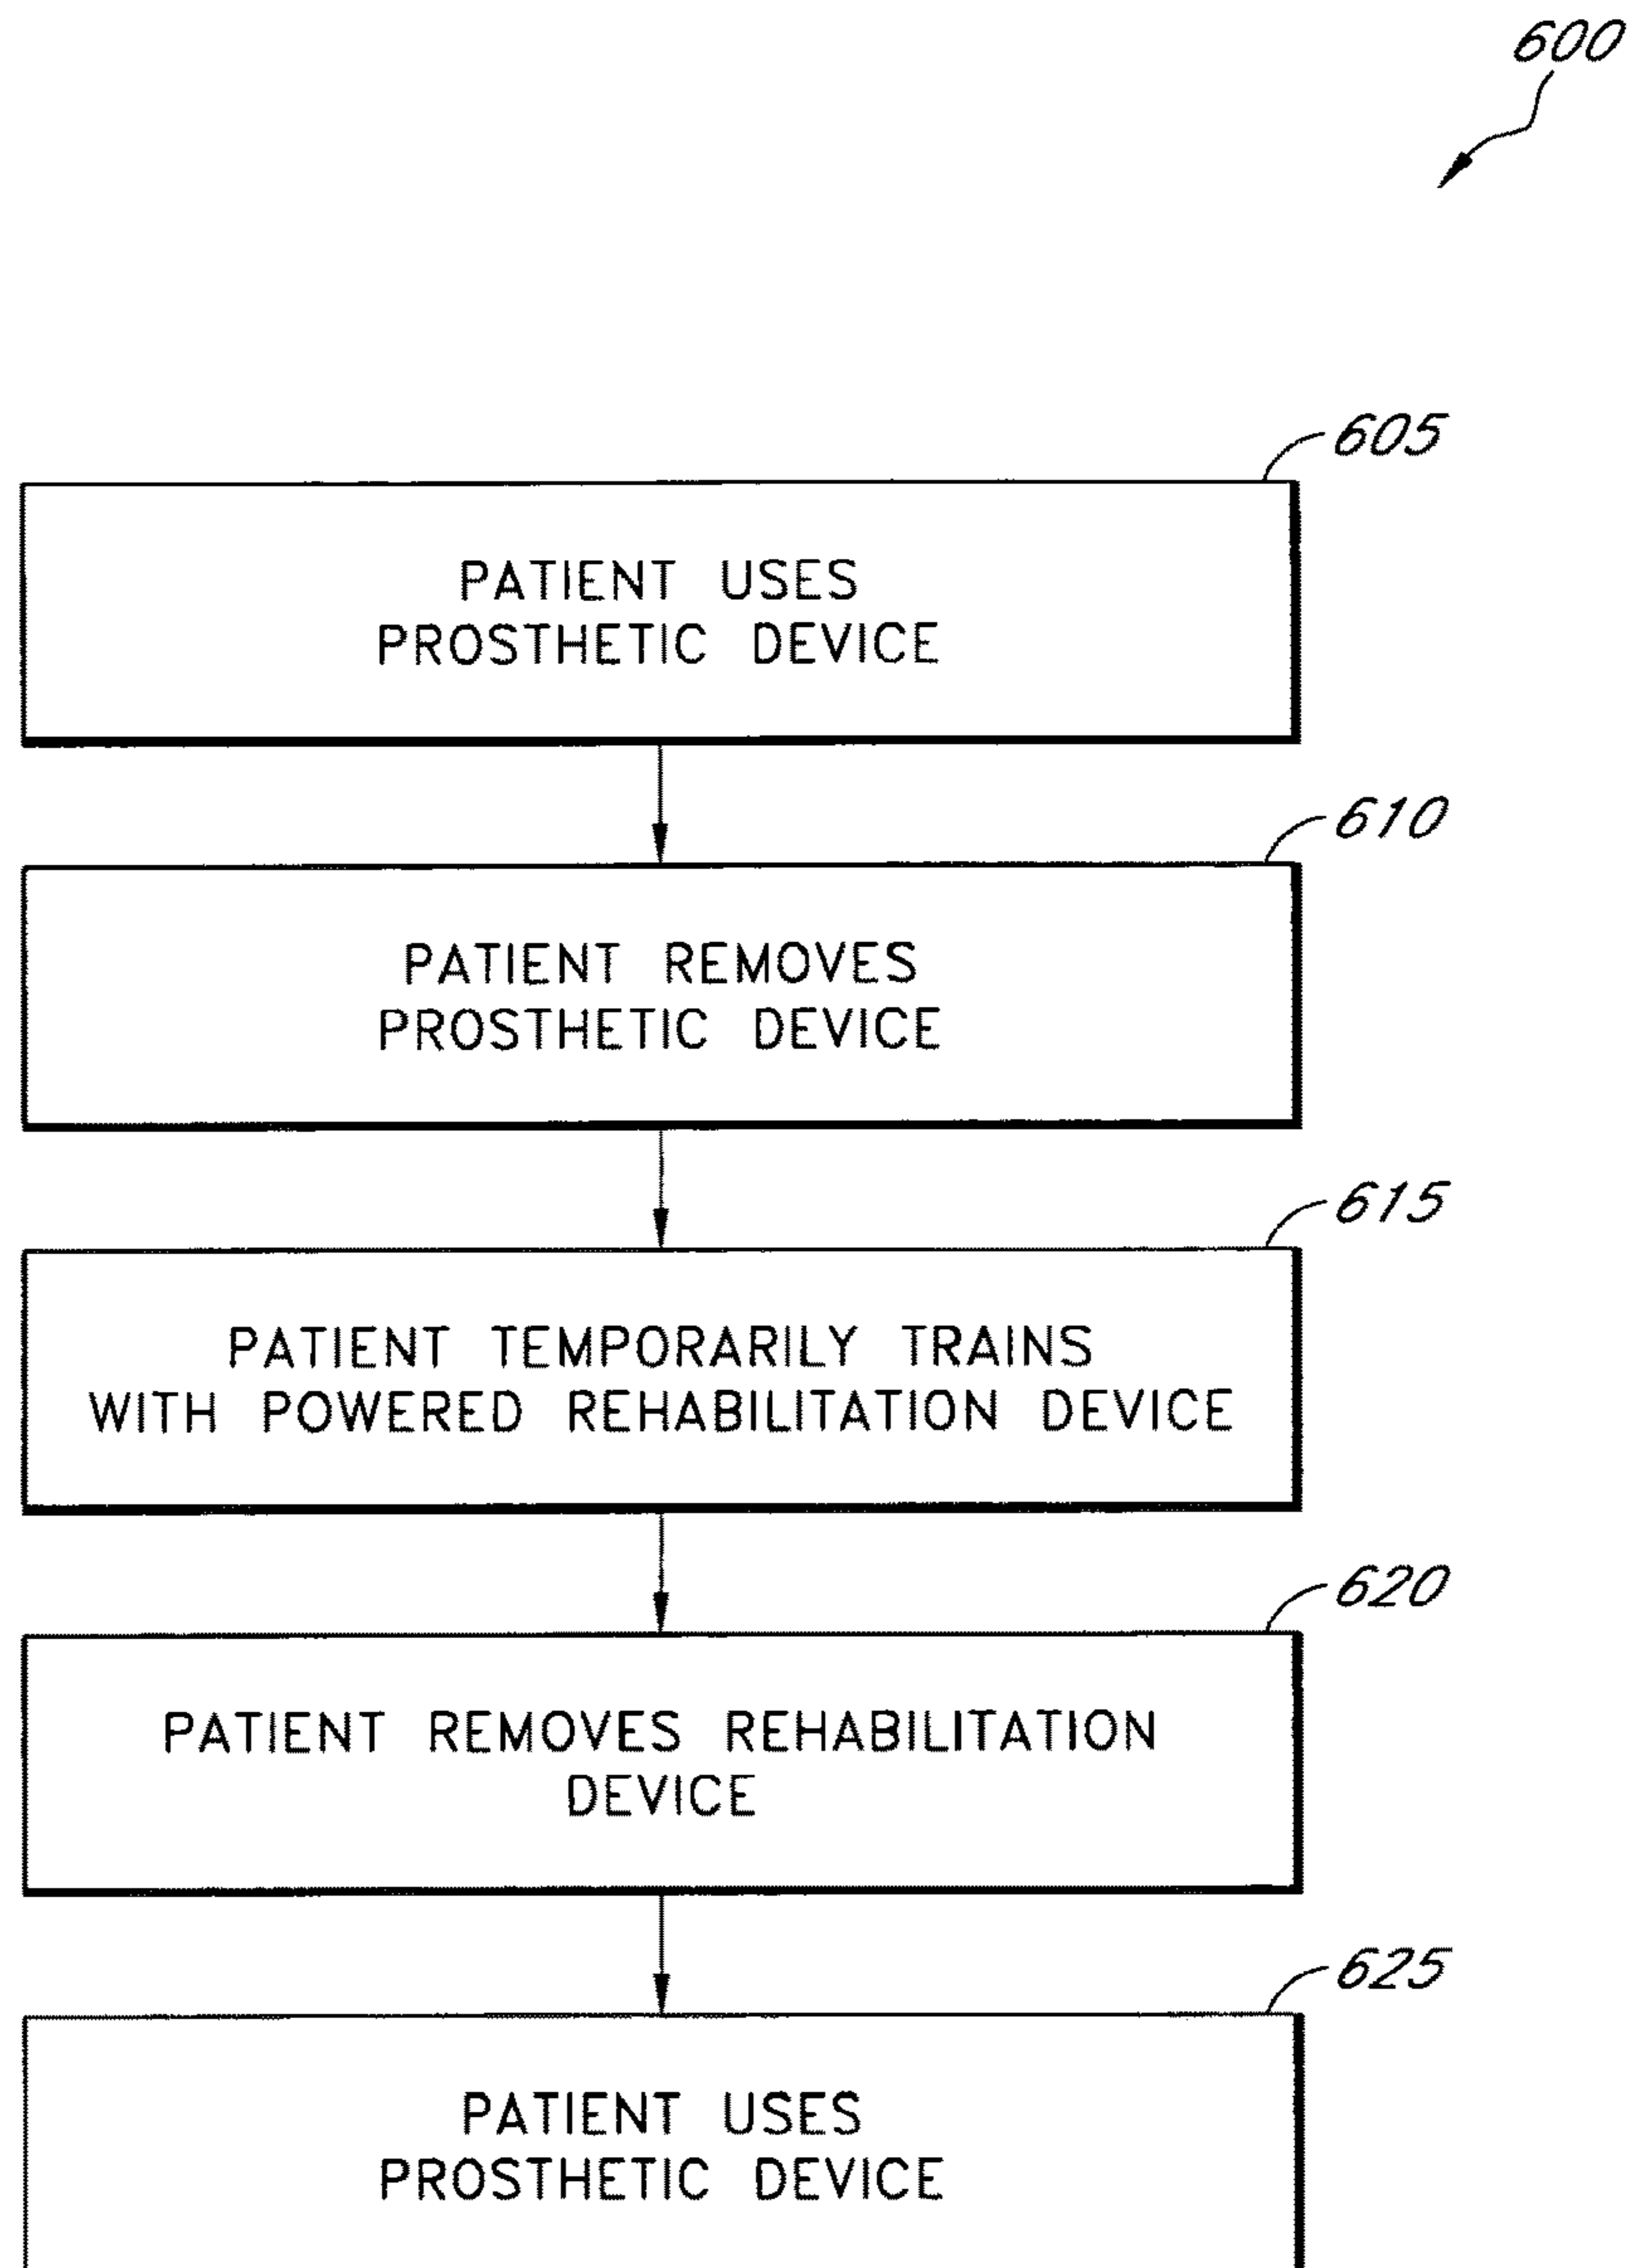 600
605
PATIENT USES
PROSTHETIC DEVICE
610
PATIENT REMOVES
PROSTHETIC DEVICE
615
PATIENT TEMPORARILY TRAINS
WITH POWERED REHABILITATION DEVICE
620
PATIENT REMOVES REHABILITATION
DEVICE
625
PATIENT USES
PROSTHETIC DEVICE